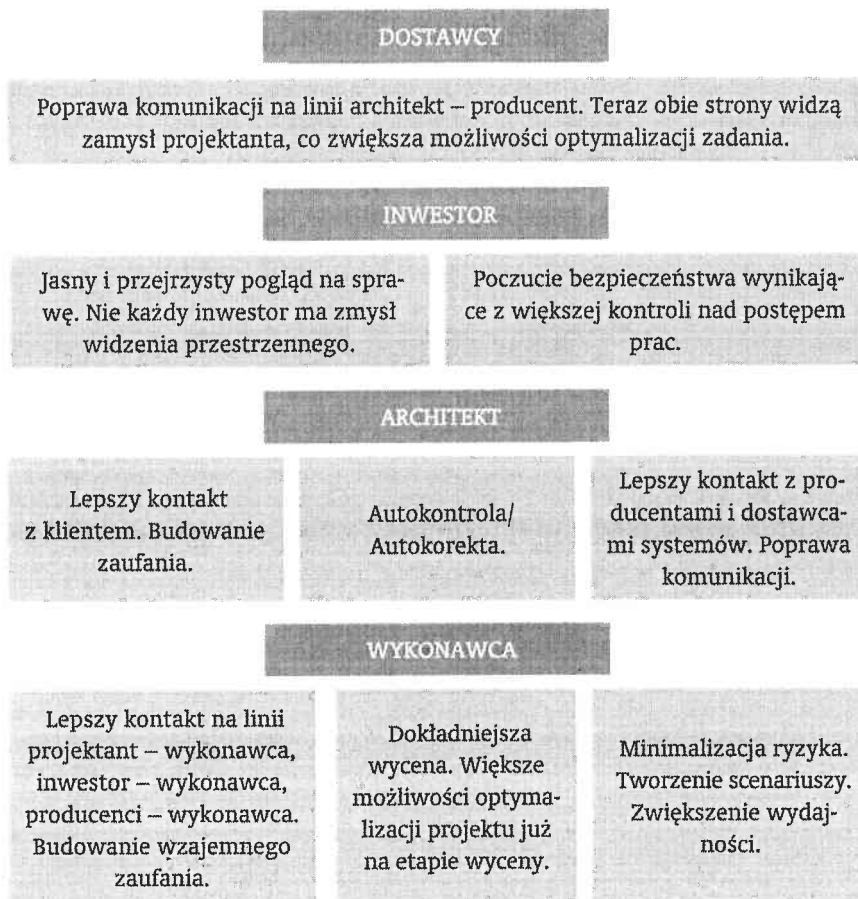 DOSTAWCY
Poprawa komunikacji na linii architekt – producent. Teraz obie strony widzą
zamysł projektanta, co zwiększa możliwości optymalizacji zadania.
INWESTOR
Jasny i przejrzysty pogląd na spra-
wę. Nie każdy inwestor ma zmysł
widzenia przestrzennego.
Poczucie bezpieczeństwa wynikają-
ce z większej kontroli nad postępem
prac.
ARCHITEKT
Lepszy kontakt
z klientem. Budowanie
zaufania.
Autokontrola/
Autokorekta.
Lepszy kontakt z pro-
ducentami i dostawca-
mi systemów. Poprawa
komunikacji.
WYKONAWCA
Lepszy kontakt na linii
projektant – wykonawca,
inwestor – wykonawca,
producenci – wykonawca.
Budowanie wzajemnego
zaufania.
Dokładniejsza
wycena. Większe
możliwości optyma-
lizacji projektu już
na etapie wyceny.
Minimalizacja ryzyka.
Tworzenie scenariuszy.
Zwiększenie wydaj-
ności.